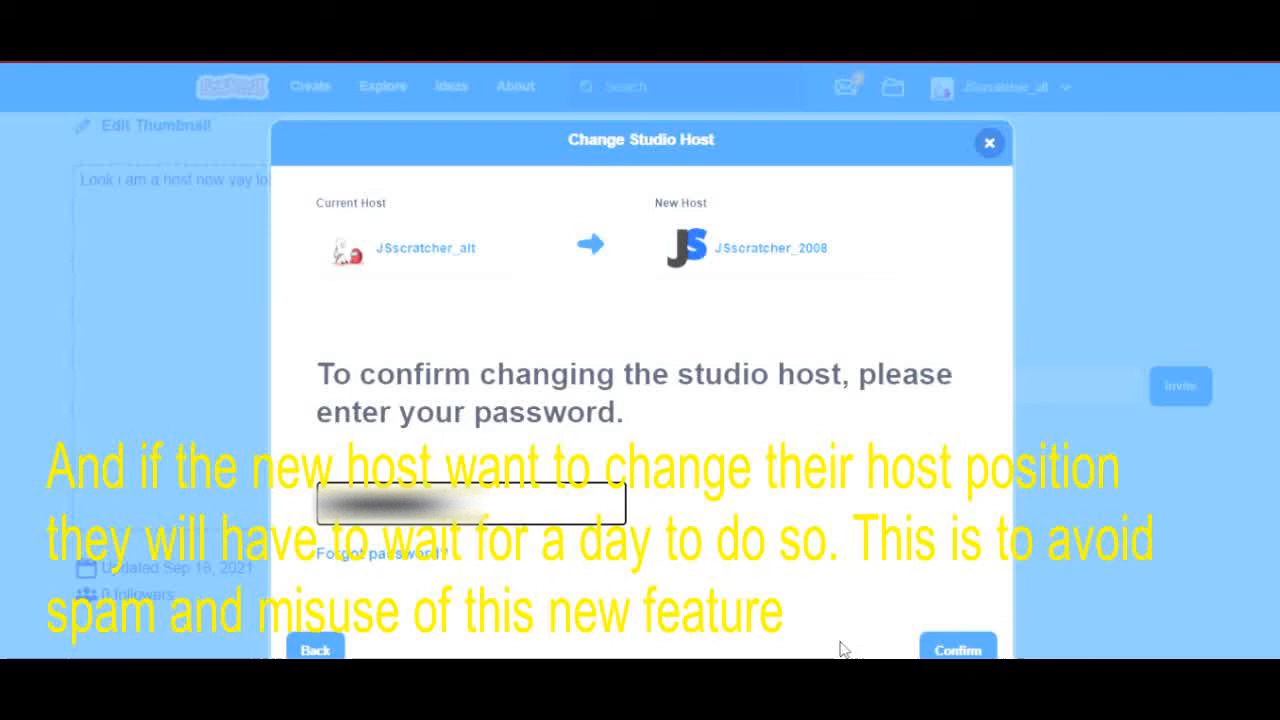 Create Explore Ideas About Search JSscratcher_alt
Edit Thumbnail
Change Studio Host
Look i am a host now yay lo
Current Host
New Host
JSscratcher_alt
JSscratcher_2008
To confirm changing the studio host, please
enter your password.
Invite
And if the new host want to change their host position
they will have to wait for a day to do so. This is to avoid
spam and misuse of this new feature
Forgot password?
Updated Sep 18, 2021
0 followers
Back
Confirm